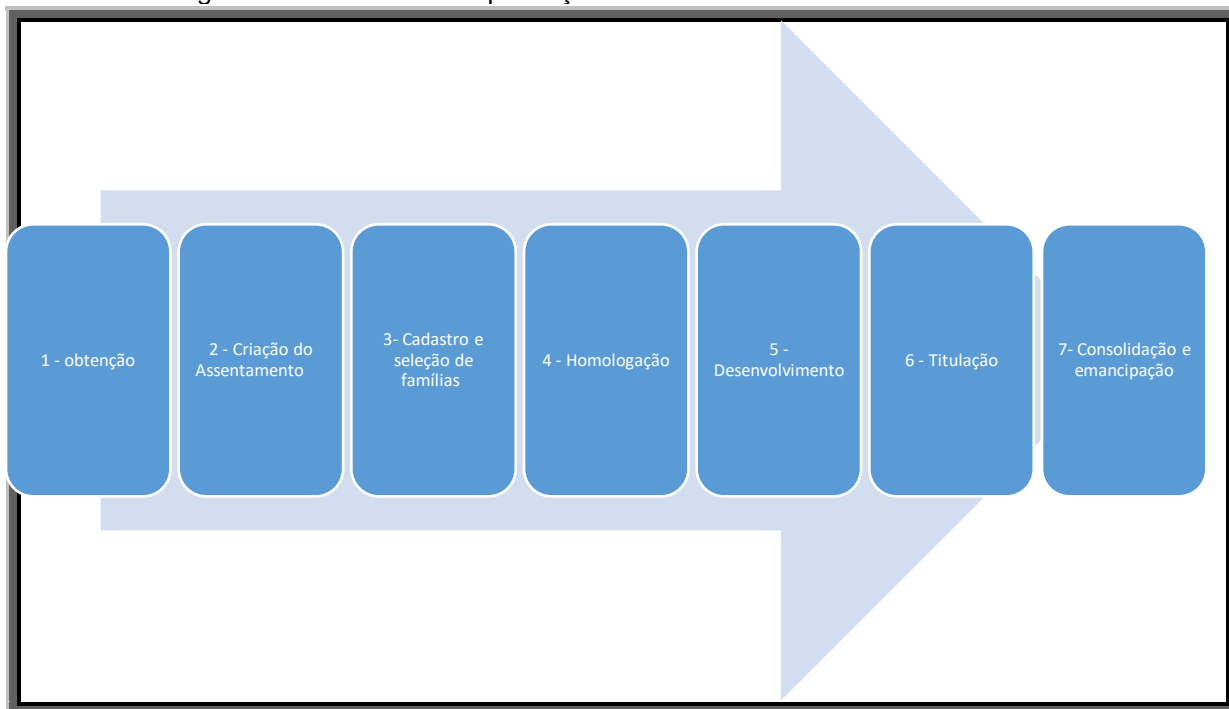 1 - obtenção
2 - Criação do
Assentamento
3- Cadastro e
seleção de
famílias
4 - Homologação
5 -
Desenvolvimento
6 - Titulação
7- Consolidação e
emancipação